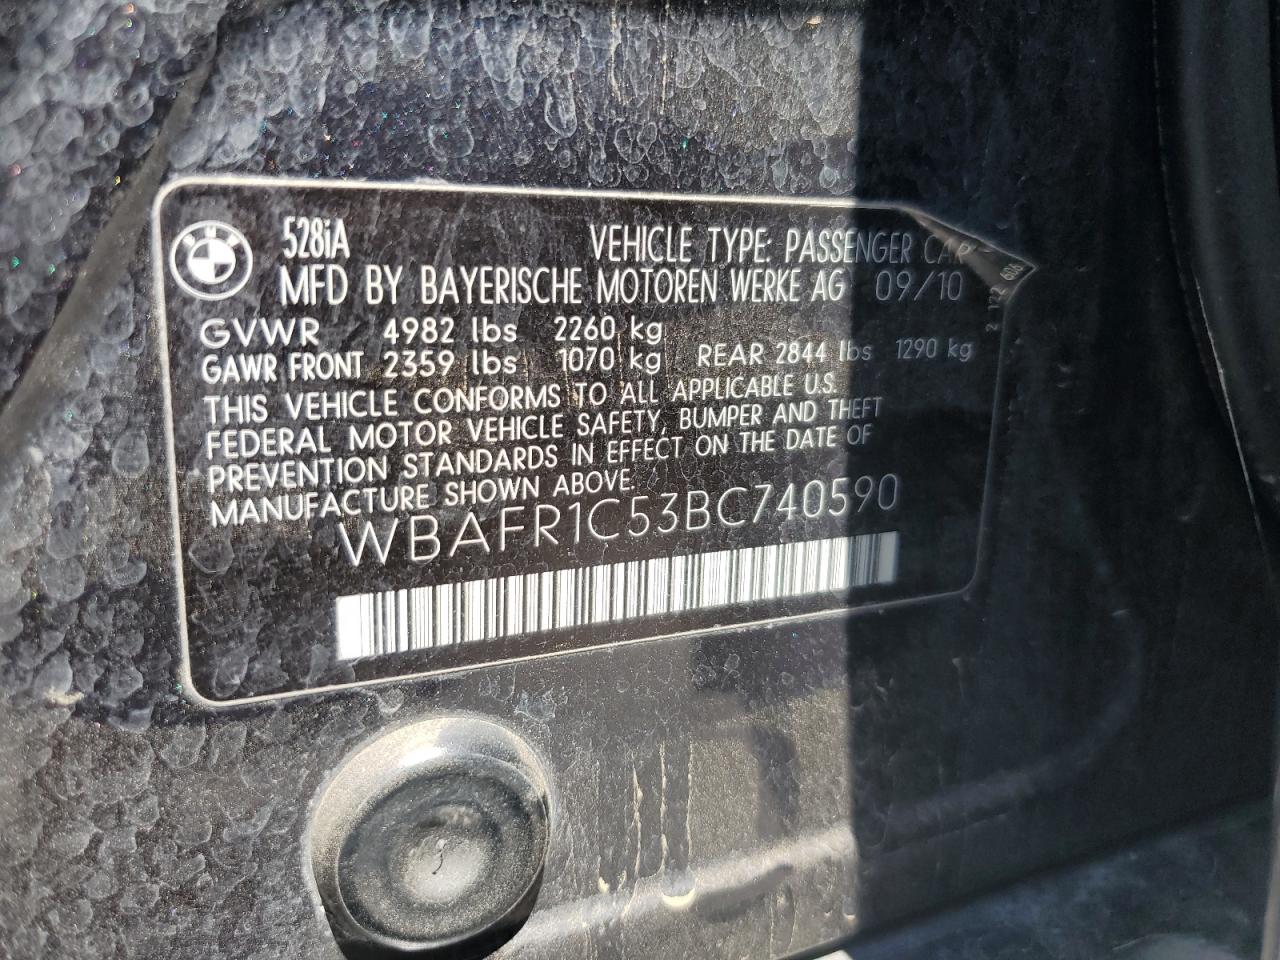 BMW
528iA
VEHICLE TYPE: PASSENGER CAR
MFD BY BAYERISCHE MOTOREN WERKE AG 09/10
GVWR 4982 lbs 2260 kg
GAWR FRONT 2359 lbs 1070 kg REAR 2844 lbs 1290 kg
THIS VEHICLE CONFORMS TO ALL APPLICABLE U.S.
FEDERAL MOTOR VEHICLE SAFETY, BUMPER AND THEFT
PREVENTION STANDARDS IN EFFECT ON THE DATE OF
MANUFACTURE SHOWN ABOVE.
WBAFR1C53BC740590